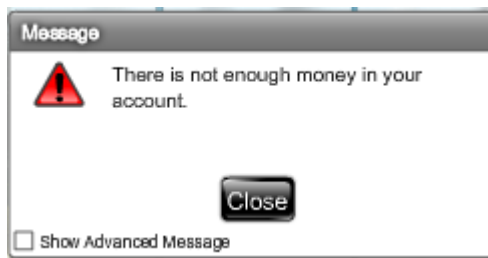 Message
There is not enough money in your
account.
Close
Show Advanced Message